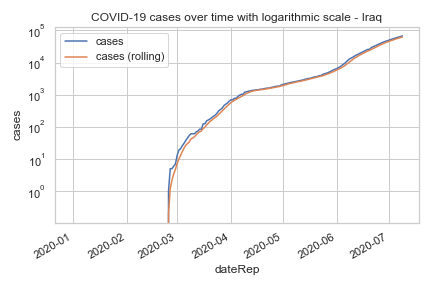 COVID-19 cases over time with logarithmic scale - Iraq
cases
cases (rolling)
10^5
10^4
10^3
10^2
10^1
10^0
cases
2020-01
2020-02
2020-03
2020-04
2020-05
2020-06
2020-07
dateRep